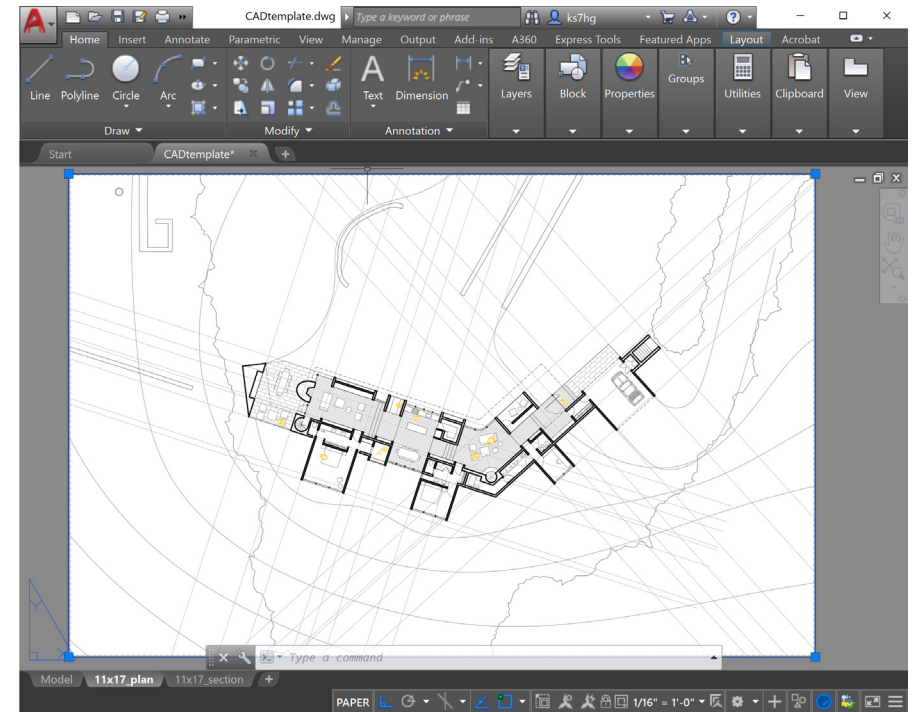 CADtemplate.dwg Type a keyword or phrase ks7hg ?
Home Insert Annotate Parametric View Manage Output Add-ins A360 Express Tools Featured Apps Layout Acrobat
Line Polyline Circle Arc A Text Dimension Layers Block Properties Groups Utilities Clipboard View
Draw Modify Annotation
Start CADtemplate* +
Y
X
Type a command
Model 11x17_plan 11x17_section +
PAPER 1/16" = 1'-0"